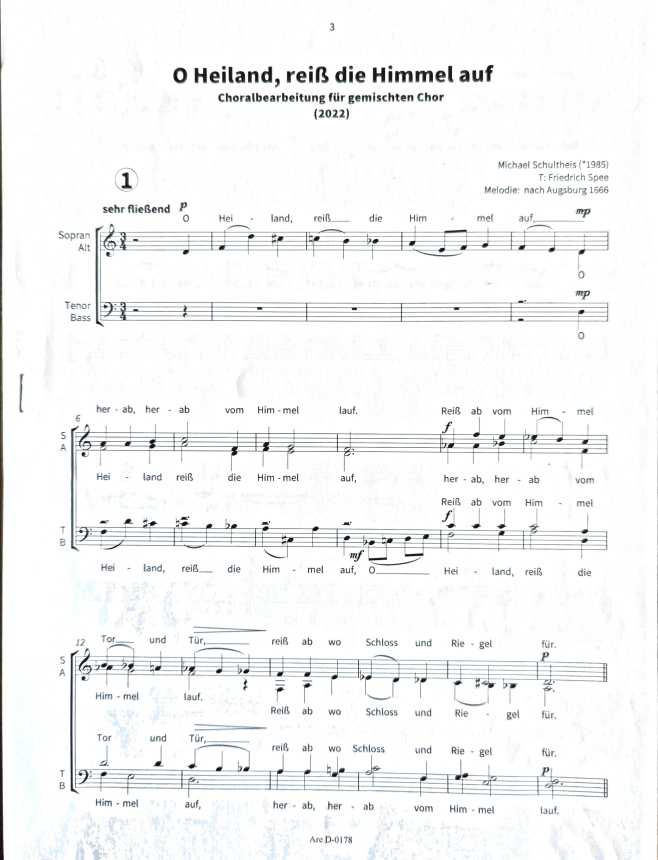 3
O Heiland, reiß die Himmel auf
Choralbearbeitung für gemischten Chor
(2022)
Michael Schultheis (*1985)
T: Friedrich Spee
Melodie: nach Augsburg 1666
1
sehr fließend p
O Hei - land, reiß die Him - mel auf, mp
Sopran
Alt
O
mp
Tenor
Bass
O
her - ab, her - ab vom Him - mel lauf. Reiß ab vom Him - mel
6
f
S
A
Hei - land reiß die Him - mel auf, her - ab, her - ab vom
Reiß ab vom Him - mel
f
T
B
mf
Hei - land, reiß die Him - mel auf, O Hei - land, reiß die
12 Tor und Tür, reiß ab wo Schloss und Rie - gel für.
p
S
A
Him - mel lauf. Reiß ab wo Schloss und Rie - gel für.
Tor und Tür, reiß ab wo Schloss und Rie - gel für.
p
T
B
Him - mel auf, her - ab, her - ab vom Him - mel lauf.
Are D-0178